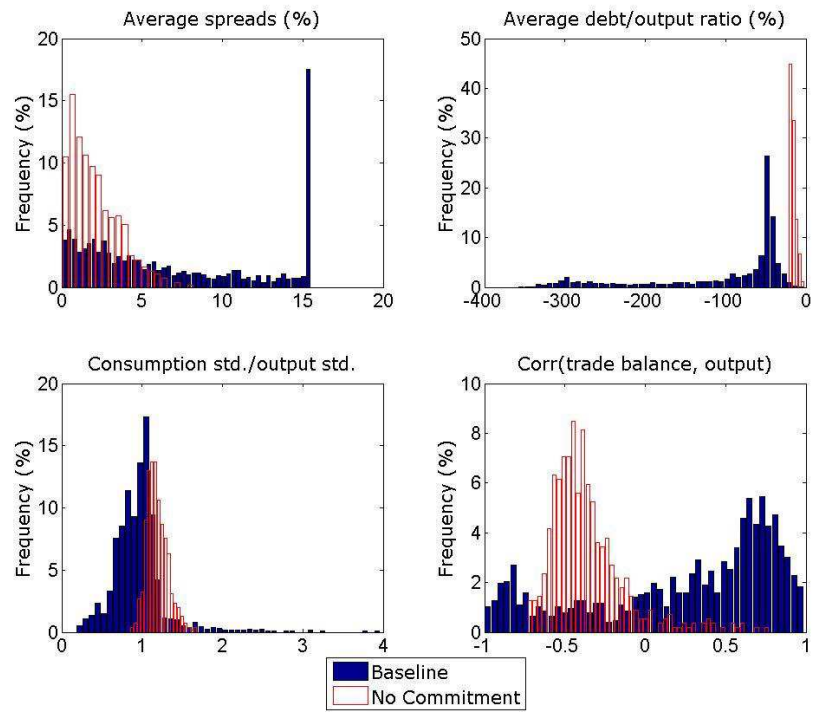 Average spreads (%)
Frequency (%)
20
15
10
5
0
0 5 10 15 20
Average debt/output ratio (%)
Frequency (%)
50
40
30
20
10
0
-400 -300 -200 -100 0
Consumption std./output std.
Frequency (%)
20
15
10
5
0
0 1 2 3 4
Corr(trade balance, output)
Frequency (%)
10
8
6
4
2
0
-1 -0.5 0 0.5 1
Baseline
No Commitment